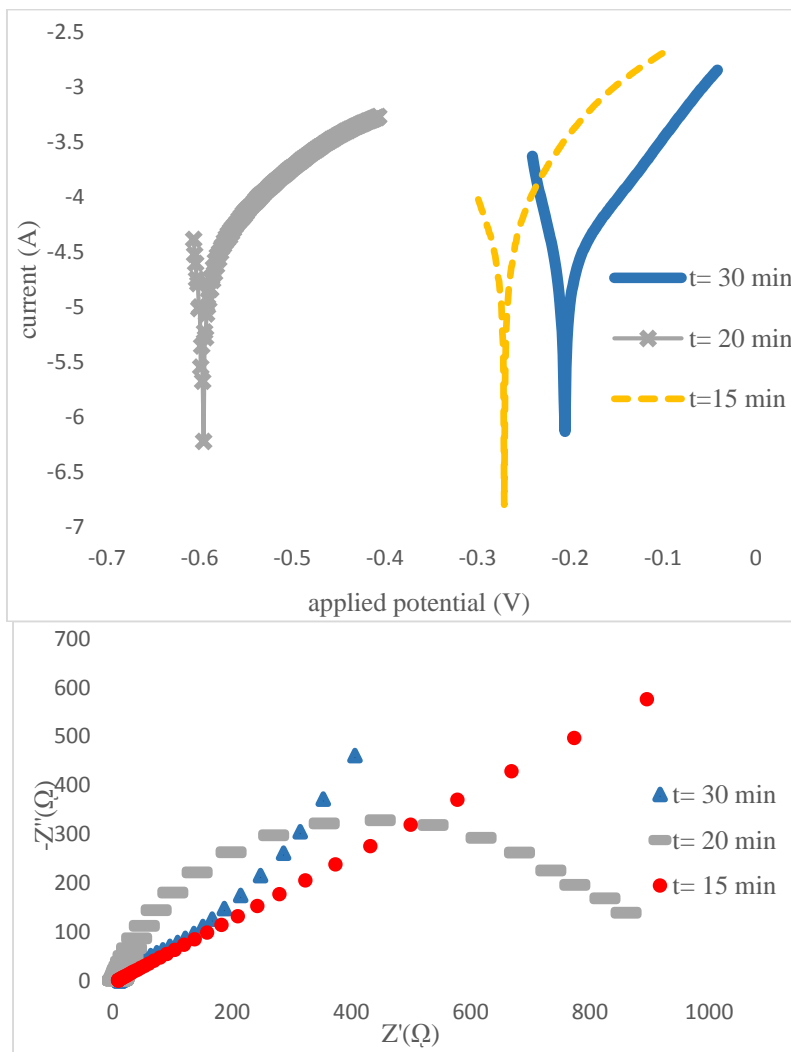 -2.5
-3
-3.5
-4
-4.5
-5
-5.5
-6
-6.5
-7
current (A)
t= 30 min
t= 20 min
t=15 min
-0.7 -0.6 -0.5 -0.4 -0.3 -0.2 -0.1 0
applied potential (V)
700
600
500
400
300
200
100
0
-Z''(Ω)
t= 30 min
t= 20 min
t= 15 min
0 200 400 600 800 1000
Z'(Ω)